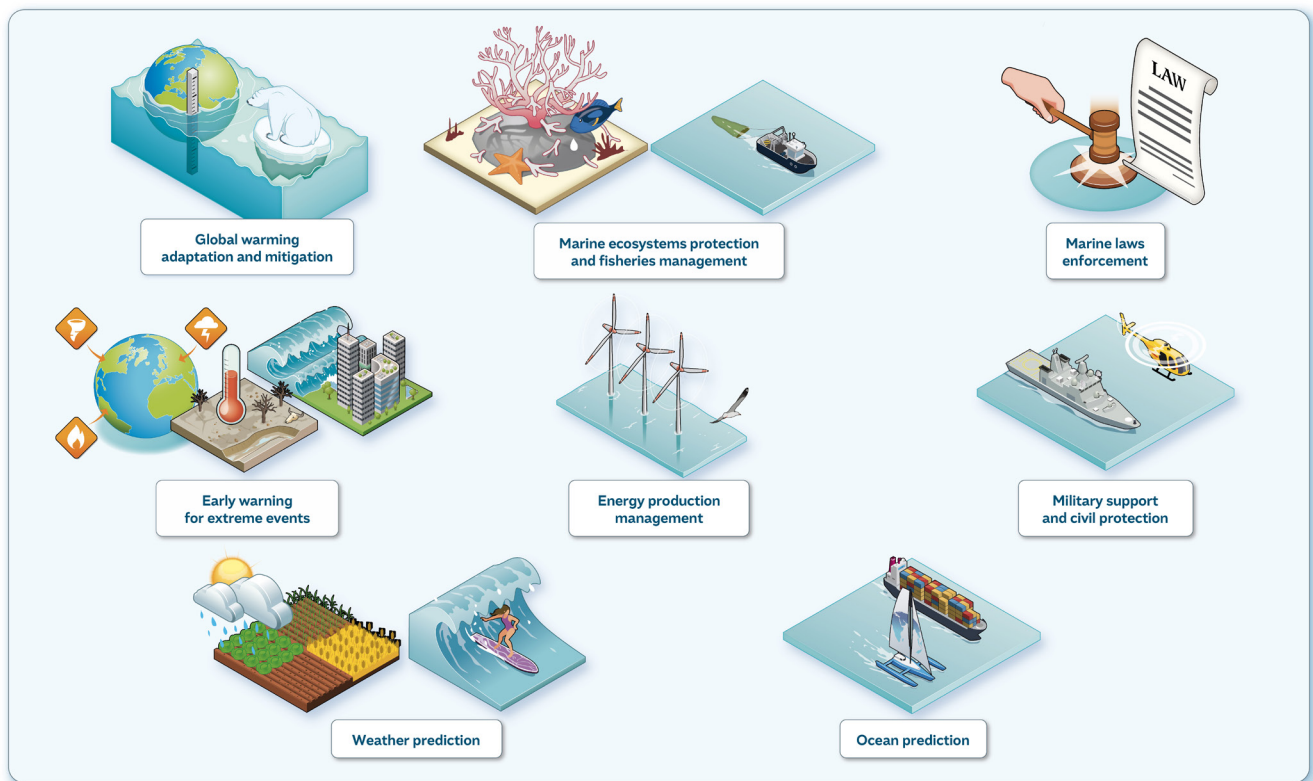 LAW
Global warming
adaptation and mitigation
Marine ecosystems protection
and fisheries management
Marine laws
enforcement
Early warning
for extreme events
Energy production
management
Military support
and civil protection
Weather prediction
Ocean prediction